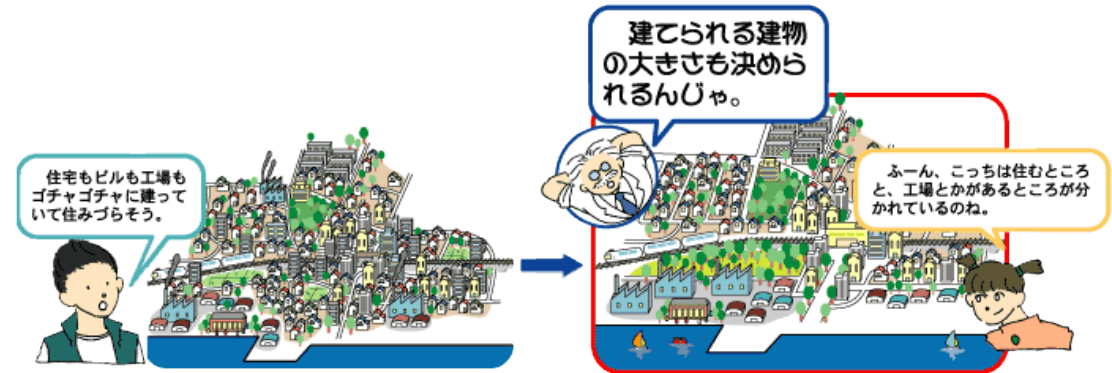 住宅もビルも工場も
ゴチャゴチャに建って
いて住みづらそう。
建てられる建物
の大きさも決めら
れるんじゃ。
ふーん、こっちは住むところ
と、工場とかがあるところが分
かれているのね。